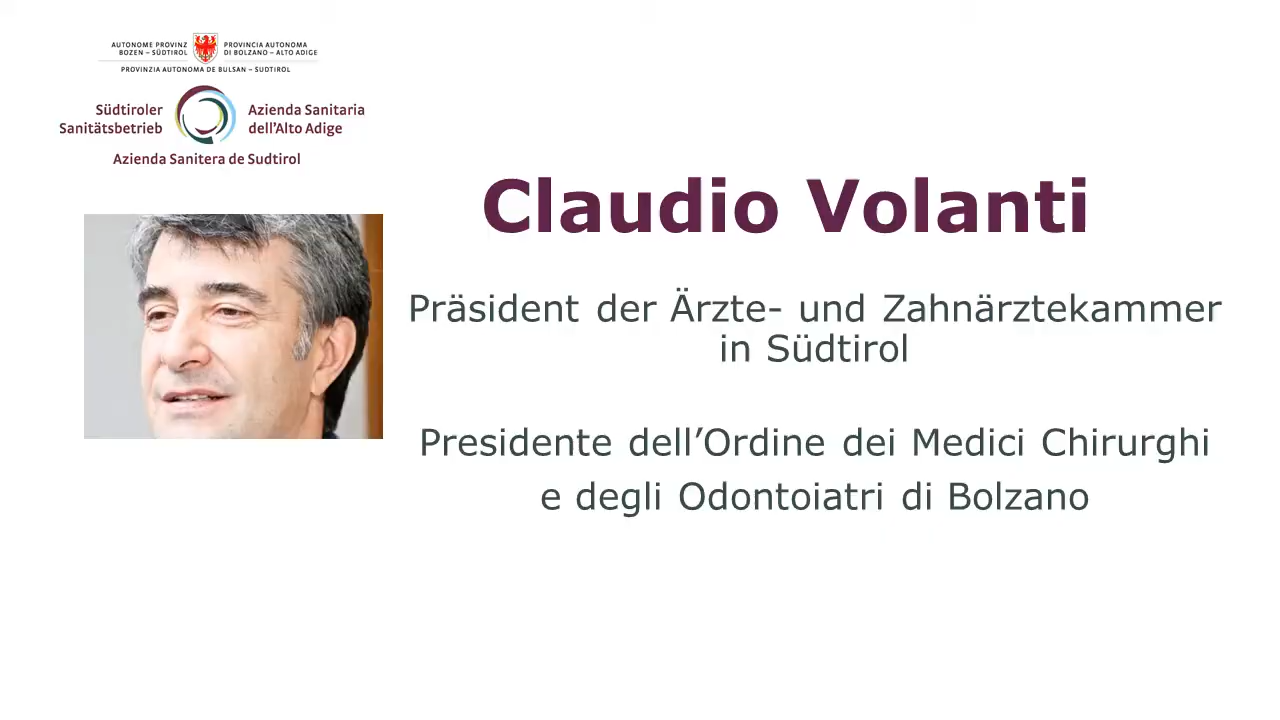 AUTONOME PROVINZ
BOZEN – SÜDTIROL
PROVINCIA AUTONOMA
DI BOLZANO – ALTO ADIGE
PROVINZIA AUTONOMA DE BULSAN – SUDTIROL
Südtiroler
Sanitätsbetrieb
Azienda Sanitaria
dell’Alto Adige
Azienda Sanitera de Sudtirol
Claudio Volanti
Präsident der Ärzte- und Zahnärztekammer
in Südtirol
Presidente dell’Ordine dei Medici Chirurghi
e degli Odontoiatri di Bolzano